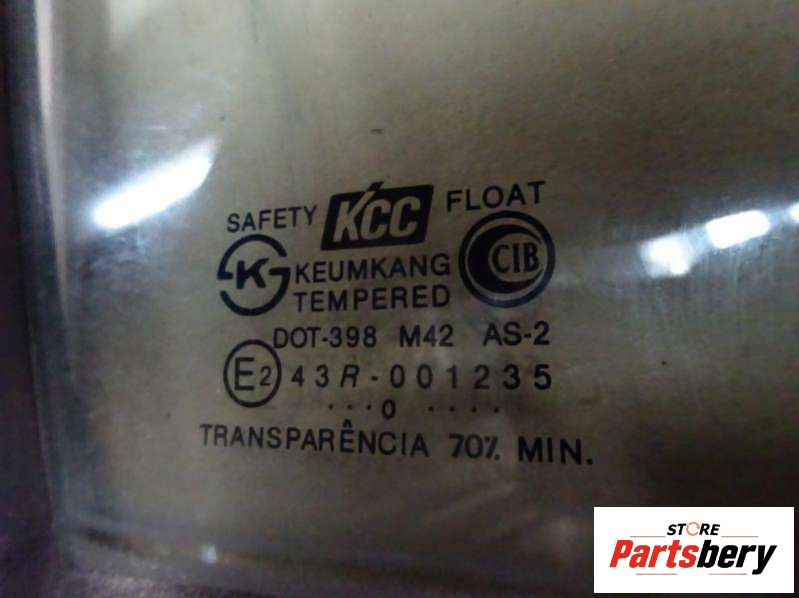 SAFETY KCC FLOAT
K KEUMKANG CIB
TEMPERED
DOT-398 M42 AS-2
E2 43R-001235
...0 ....
TRANSPARÊNCIA 70% MIN.
STORE
Partsbery